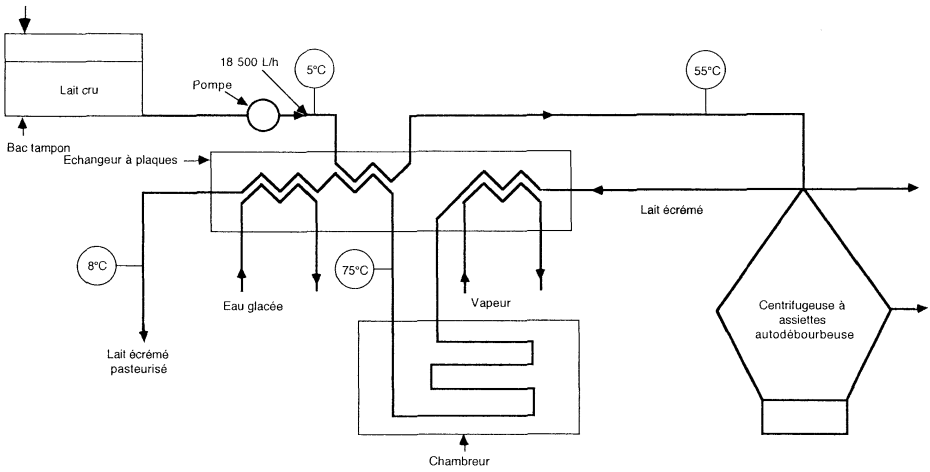 18 500 L/h
5°C
55°C
Pompe
Lait cru
Bac tampon
Echangeur à plaques
Lait écrémé
8°C
75°C
Eau glacée
Vapeur
Centrifugeuse à
assiettes
autodébourbeuse
Lait écrémé
pasteurisé
Chambreur